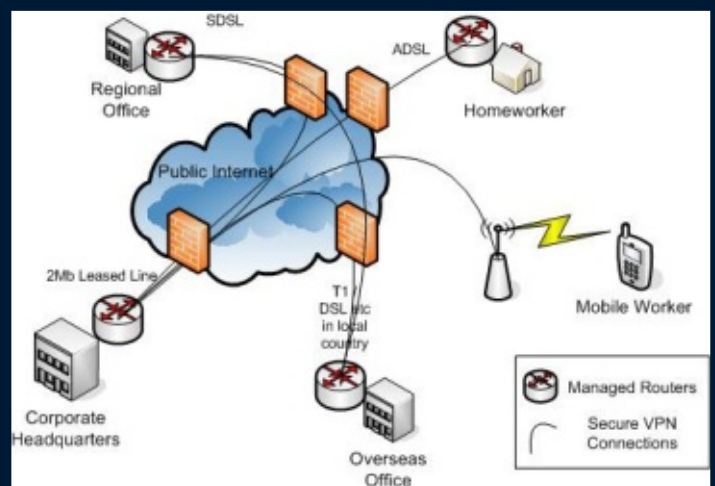 SDSL
ADSL
Regional
Office
Homeworker
Public Internet
2Mb Leased Line
T1 /
DSL etc
in local
country
Mobile Worker
Corporate
Headquarters
Overseas
Office
Managed Routers
Secure VPN
Connections